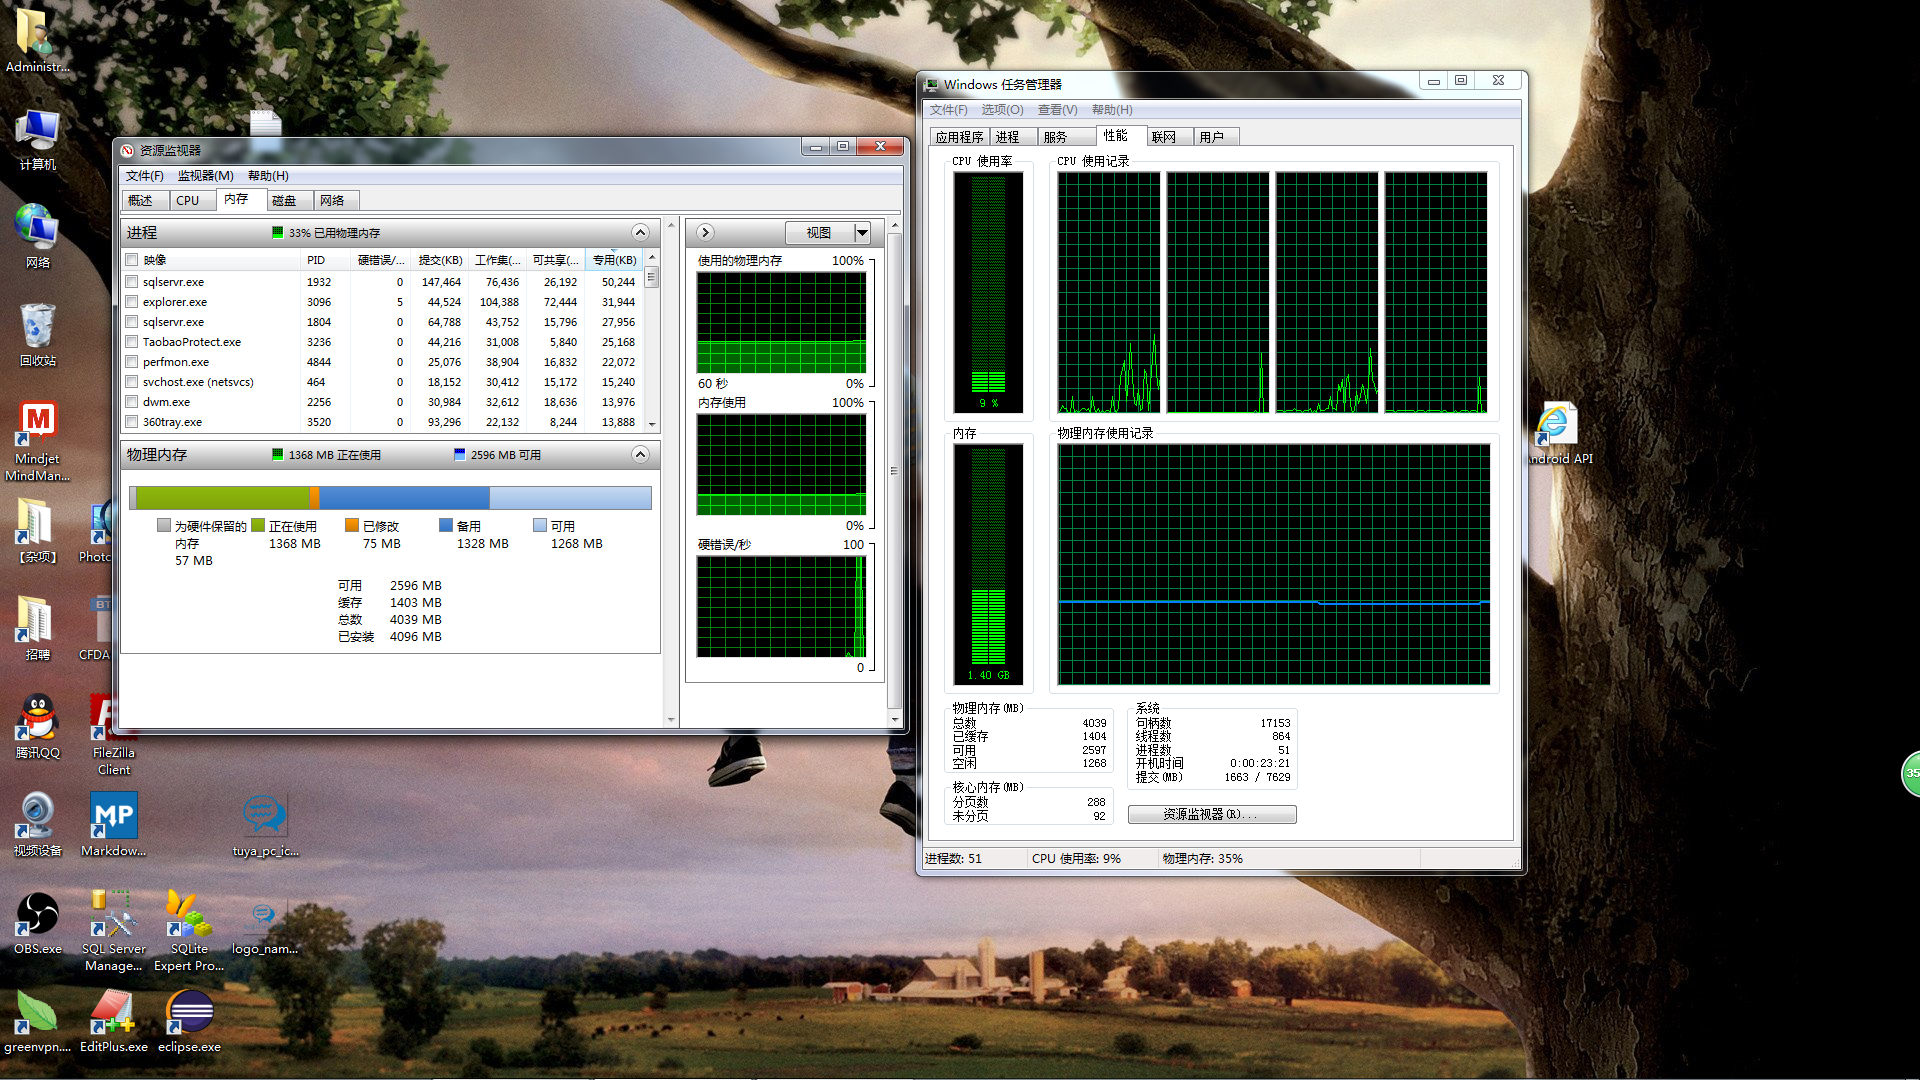 Administr...
计算机
网络
回收站
Mindjet
MindMan...
【杂项】
招聘
CFDA
腾讯QQ
FileZilla
Client
视频设备
MP
Markdow...
tuya_pc_ic...
OBS.exe
SQL Server
Manage...
SQLite
Expert Pro...
logo_nam...
greenvpn....
EditPlus.exe
eclipse.exe
资源监视器
文件(F) 监视器(M) 帮助(H)
概述 CPU 内存 磁盘 网络
进程 33% 已用物理内存
映像 PID 硬错误/... 提交(KB) 工作集(... 可共享(... 专用(KB)
sqlservr.exe 1932 0 147,464 76,436 26,192 50,244
explorer.exe 3096 5 44,524 104,388 72,444 31,944
sqlservr.exe 1804 0 64,788 43,752 15,796 27,956
TaobaoProtect.exe 3236 0 44,216 31,008 5,840 25,168
perfmon.exe 4844 0 25,076 38,904 16,832 22,072
svchost.exe (netsvcs) 464 0 18,152 30,412 15,172 15,240
dwm.exe 2256 0 30,984 32,612 18,636 13,976
360tray.exe 3520 0 93,296 22,132 8,244 13,888
物理内存 1368 MB 正在使用 2596 MB 可用
为硬件保留的 正在使用 已修改 备用 可用
内存 1368 MB 75 MB 1328 MB 1268 MB
57 MB
可用 2596 MB
缓存 1403 MB
总数 4039 MB
已安装 4096 MB
视图
使用的物理内存 100%
60 秒 0%
内存使用 100%
0%
硬错误/秒 100
0
Windows 任务管理器
文件(F) 选项(O) 查看(V) 帮助(H)
应用程序 进程 服务 性能 联网 用户
CPU 使用率 CPU 使用记录
9 %
内存 物理内存使用记录
1.40 GB
物理内存(MB)
总数 4039
已缓存 1404
可用 2597
空闲 1268
核心内存(MB)
分页数 288
未分页 92
系统
句柄数 17153
线程数 864
进程数 51
开机时间 0:00:23:21
提交(MB) 1663 / 7629
资源监视器(R)...
进程数: 51 CPU 使用率: 9% 物理内存: 35%
API
35